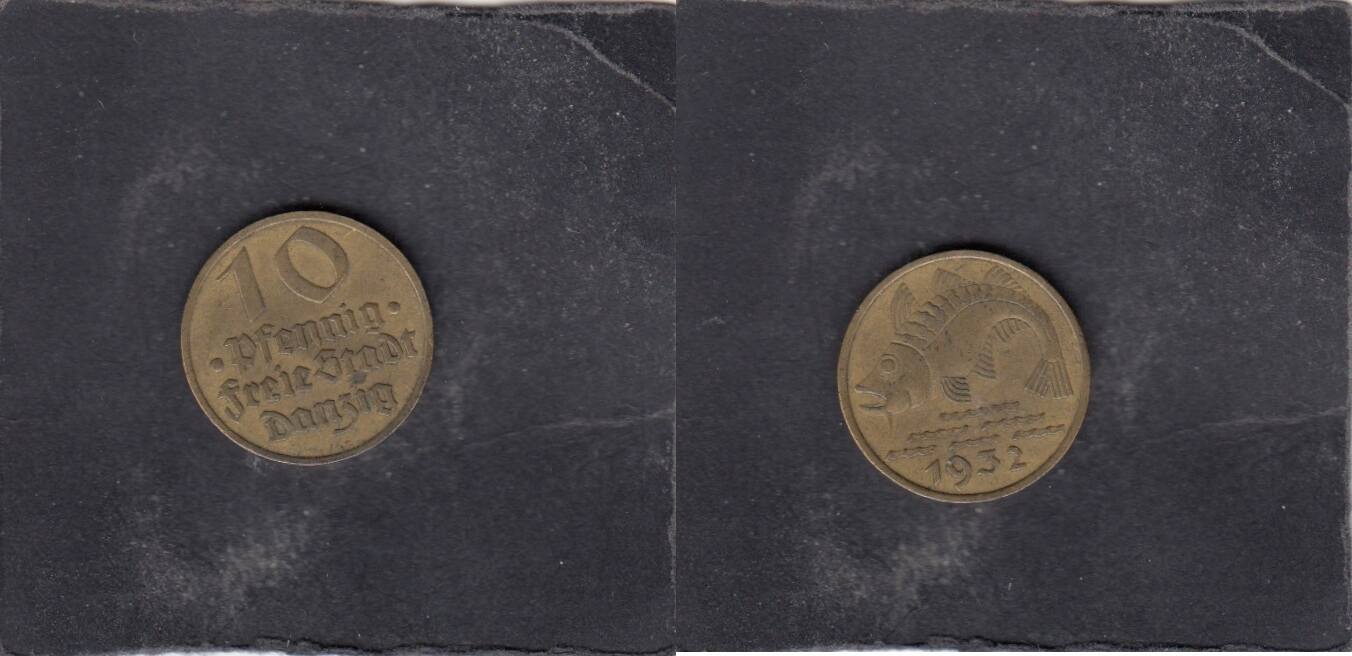 10
· Pfennig ·
Freie Stadt
Danzig
1932